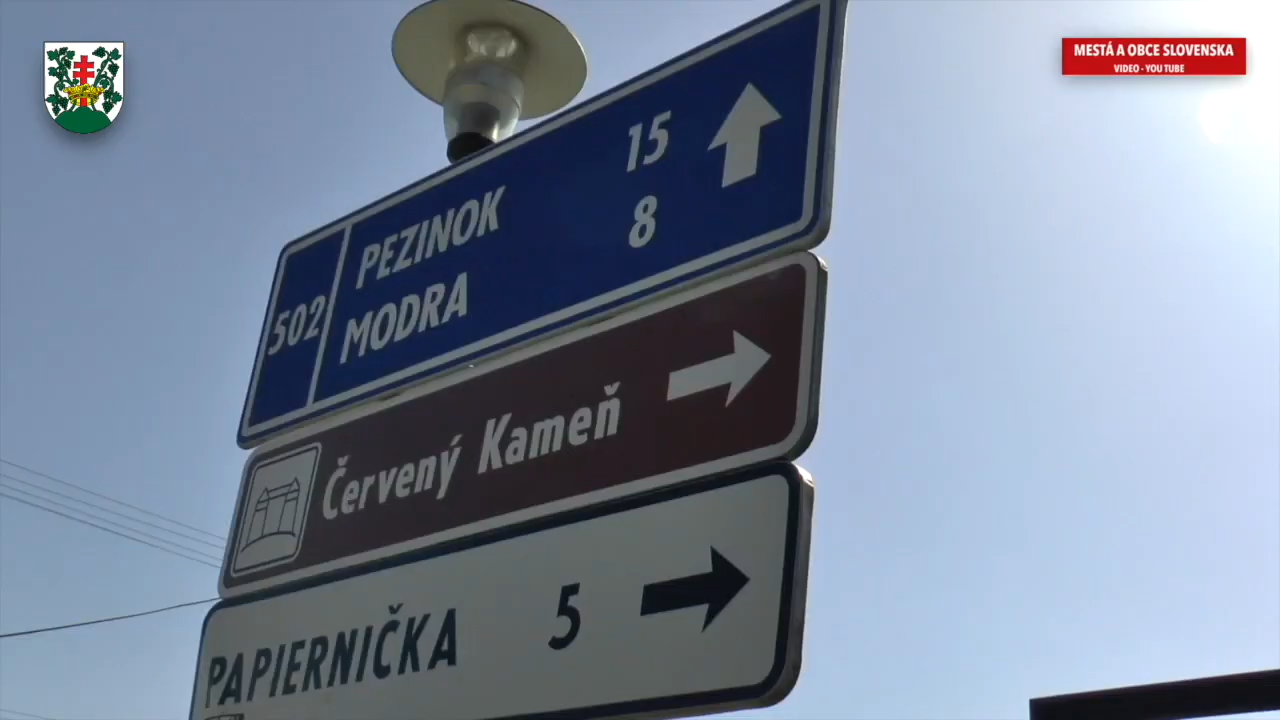 MESTÁ A OBCE SLOVENSKA
VIDEO - YOU TUBE
502
PEZINOK 15
MODRA 8
Červený Kameň
PAPIERNIČKA 5